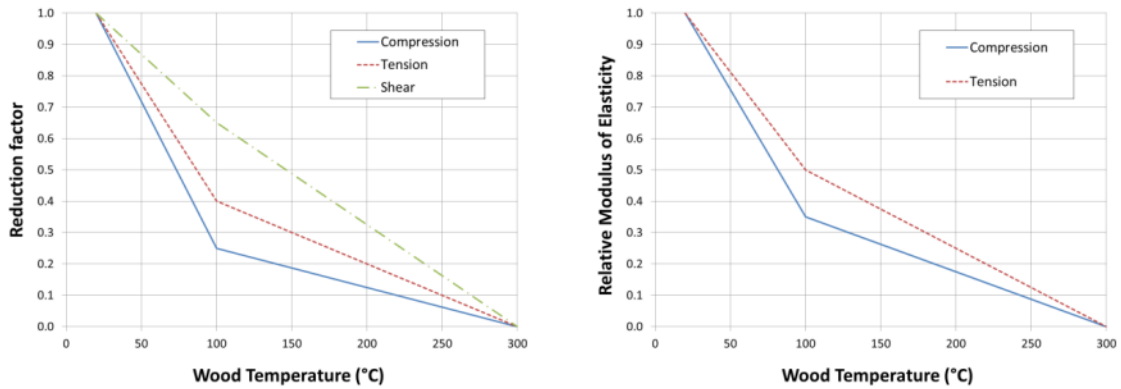 Reduction factor
1.0
0.9
0.8
0.7
0.6
0.5
0.4
0.3
0.2
0.1
0.0
Compression
Tension
Shear
0 50 100 150 200 250 300
Wood Temperature (°C)
Relative Modulus of Elasticity
1.0
0.9
0.8
0.7
0.6
0.5
0.4
0.3
0.2
0.1
0.0
Compression
Tension
0 50 100 150 200 250 300
Wood Temperature (°C)